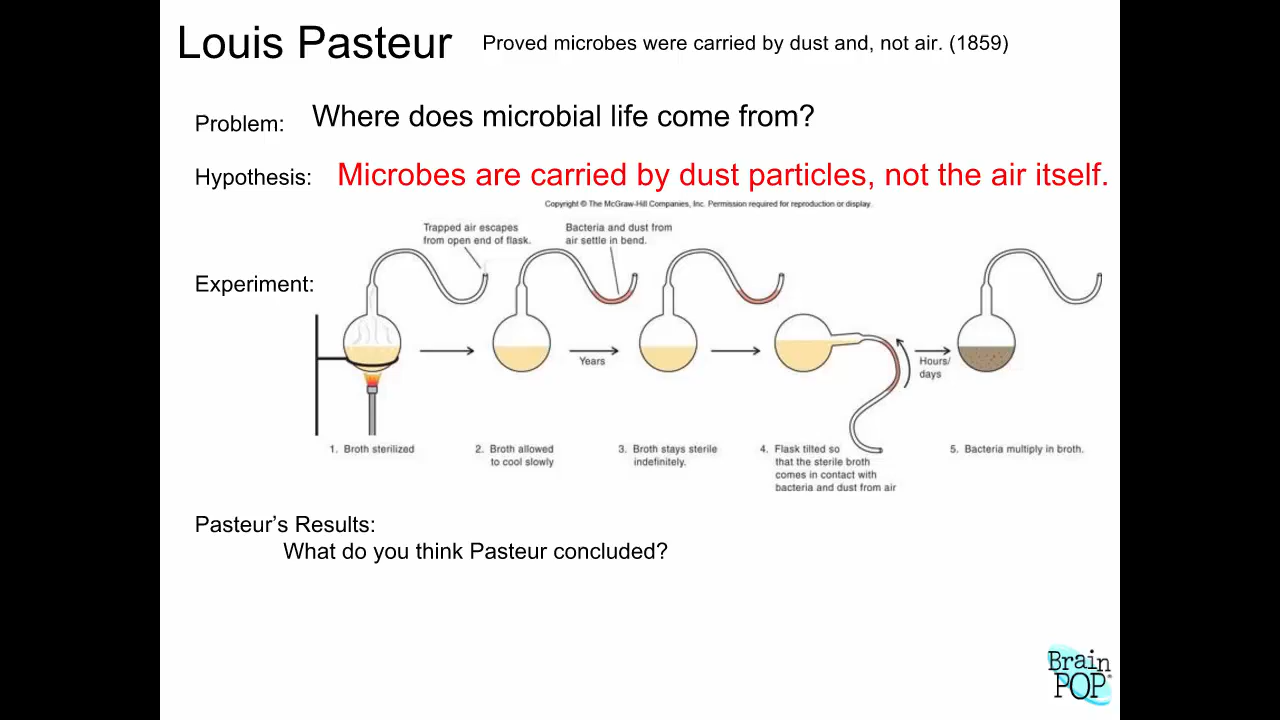 Louis Pasteur
Proved microbes were carried by dust and, not air. (1859)
Problem:
Where does microbial life come from?
Hypothesis:
Microbes are carried by dust particles, not the air itself.
Copyright © The McGraw-Hill Companies, Inc. Permission required for reproduction or display.
Trapped air escapes
from open end of flask.
Bacteria and dust from
air settle in bend.
Experiment:
Years
Hours/
days
1. Broth sterilized
2. Broth allowed
to cool slowly
3. Broth stays sterile
indefinitely.
4. Flask tilted so
that the sterile broth
comes in contact with
bacteria and dust from air
5. Bacteria multiply in broth.
Pasteur’s Results:
What do you think Pasteur concluded?
Brain
POP